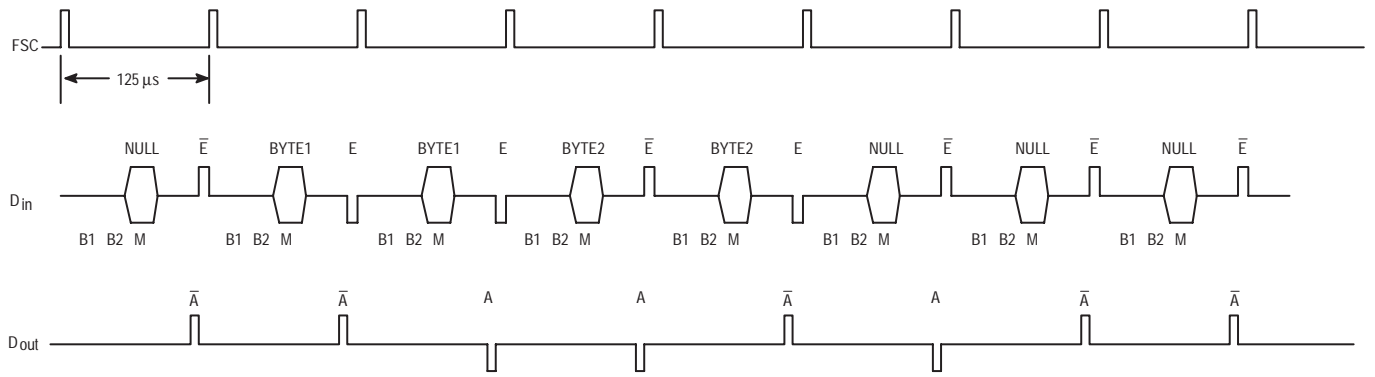 FSC
125 µs
NULL E̅ BYTE1 E BYTE1 E BYTE2 E̅ BYTE2 E NULL E̅ NULL E̅ NULL E̅
Din
B1 B2 M B1 B2 M B1 B2 M B1 B2 M B1 B2 M B1 B2 M B1 B2 M B1 B2 M
A̅ A̅ A A A̅ A A̅ A̅
Dout